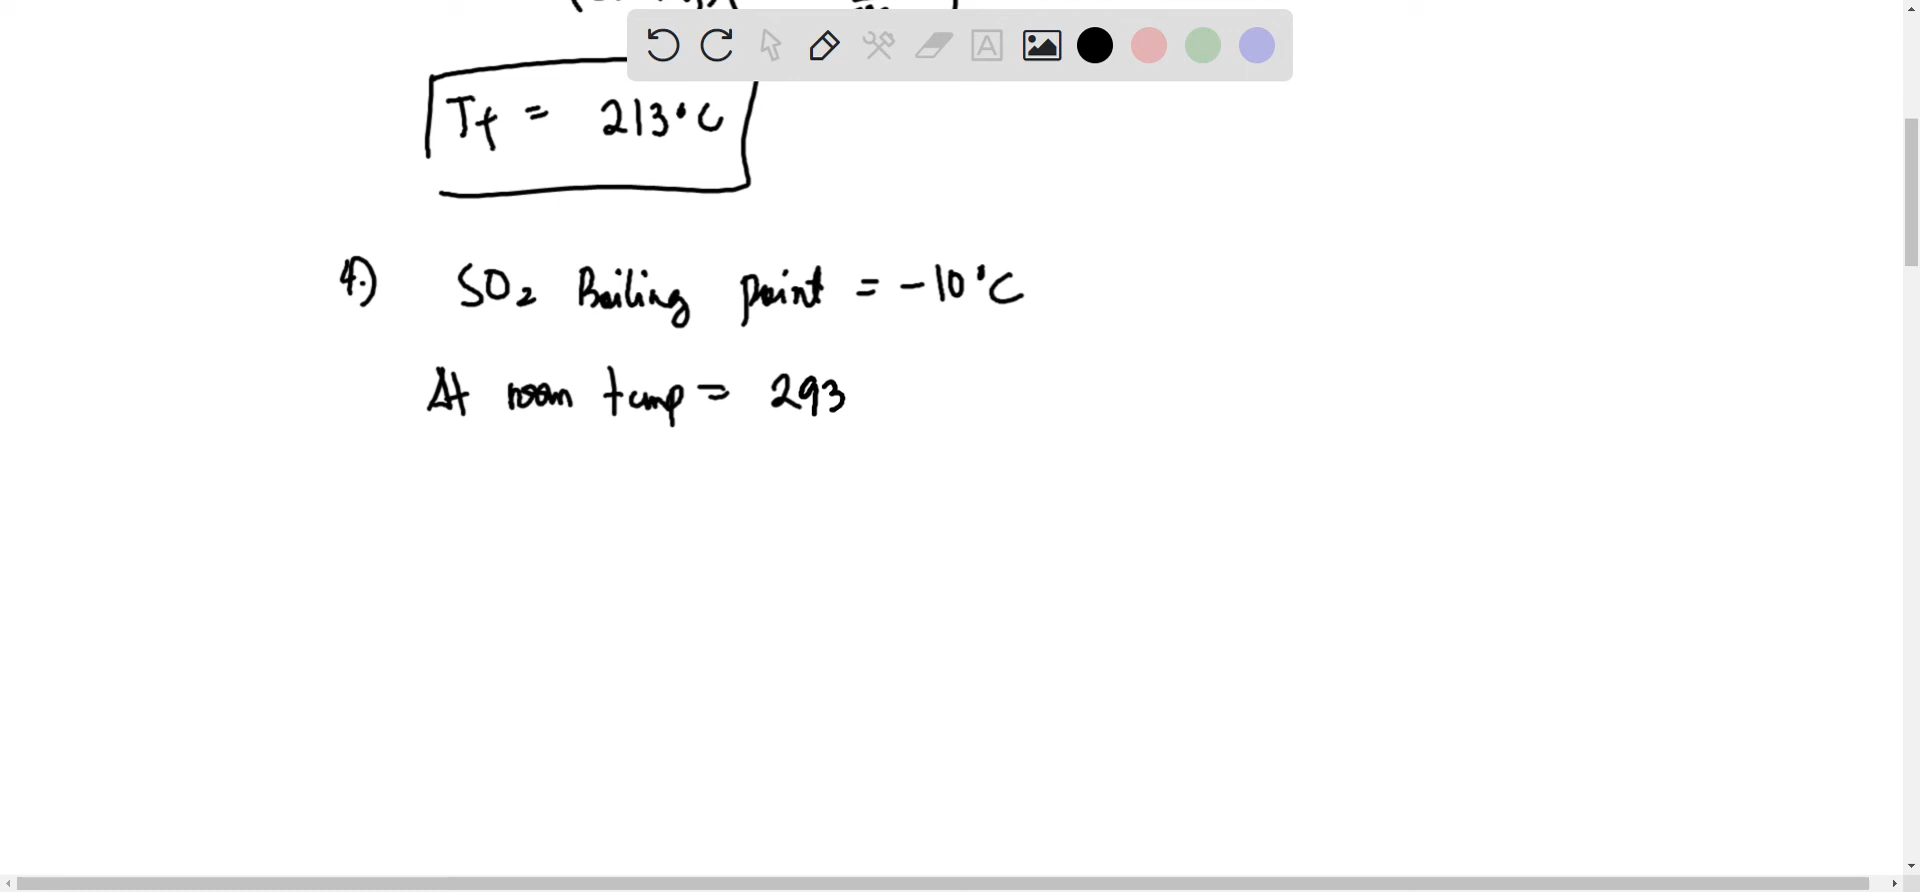 Tf = 213°C
4.) SO₂ Boiling point = -10°C
At room temp = 293